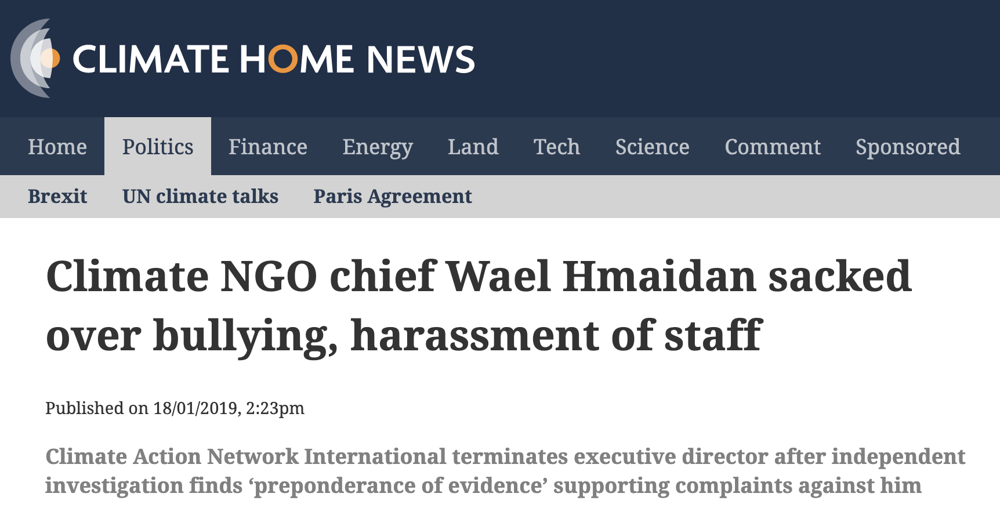 CLIMATE HOME NEWS
Home Politics Finance Energy Land Tech Science Comment Sponsored
Brexit UN climate talks Paris Agreement
Climate NGO chief Wael Hmaidan sacked
over bullying, harassment of staff
Published on 18/01/2019, 2:23pm
Climate Action Network International terminates executive director after independent
investigation finds ‘preponderance of evidence’ supporting complaints against him